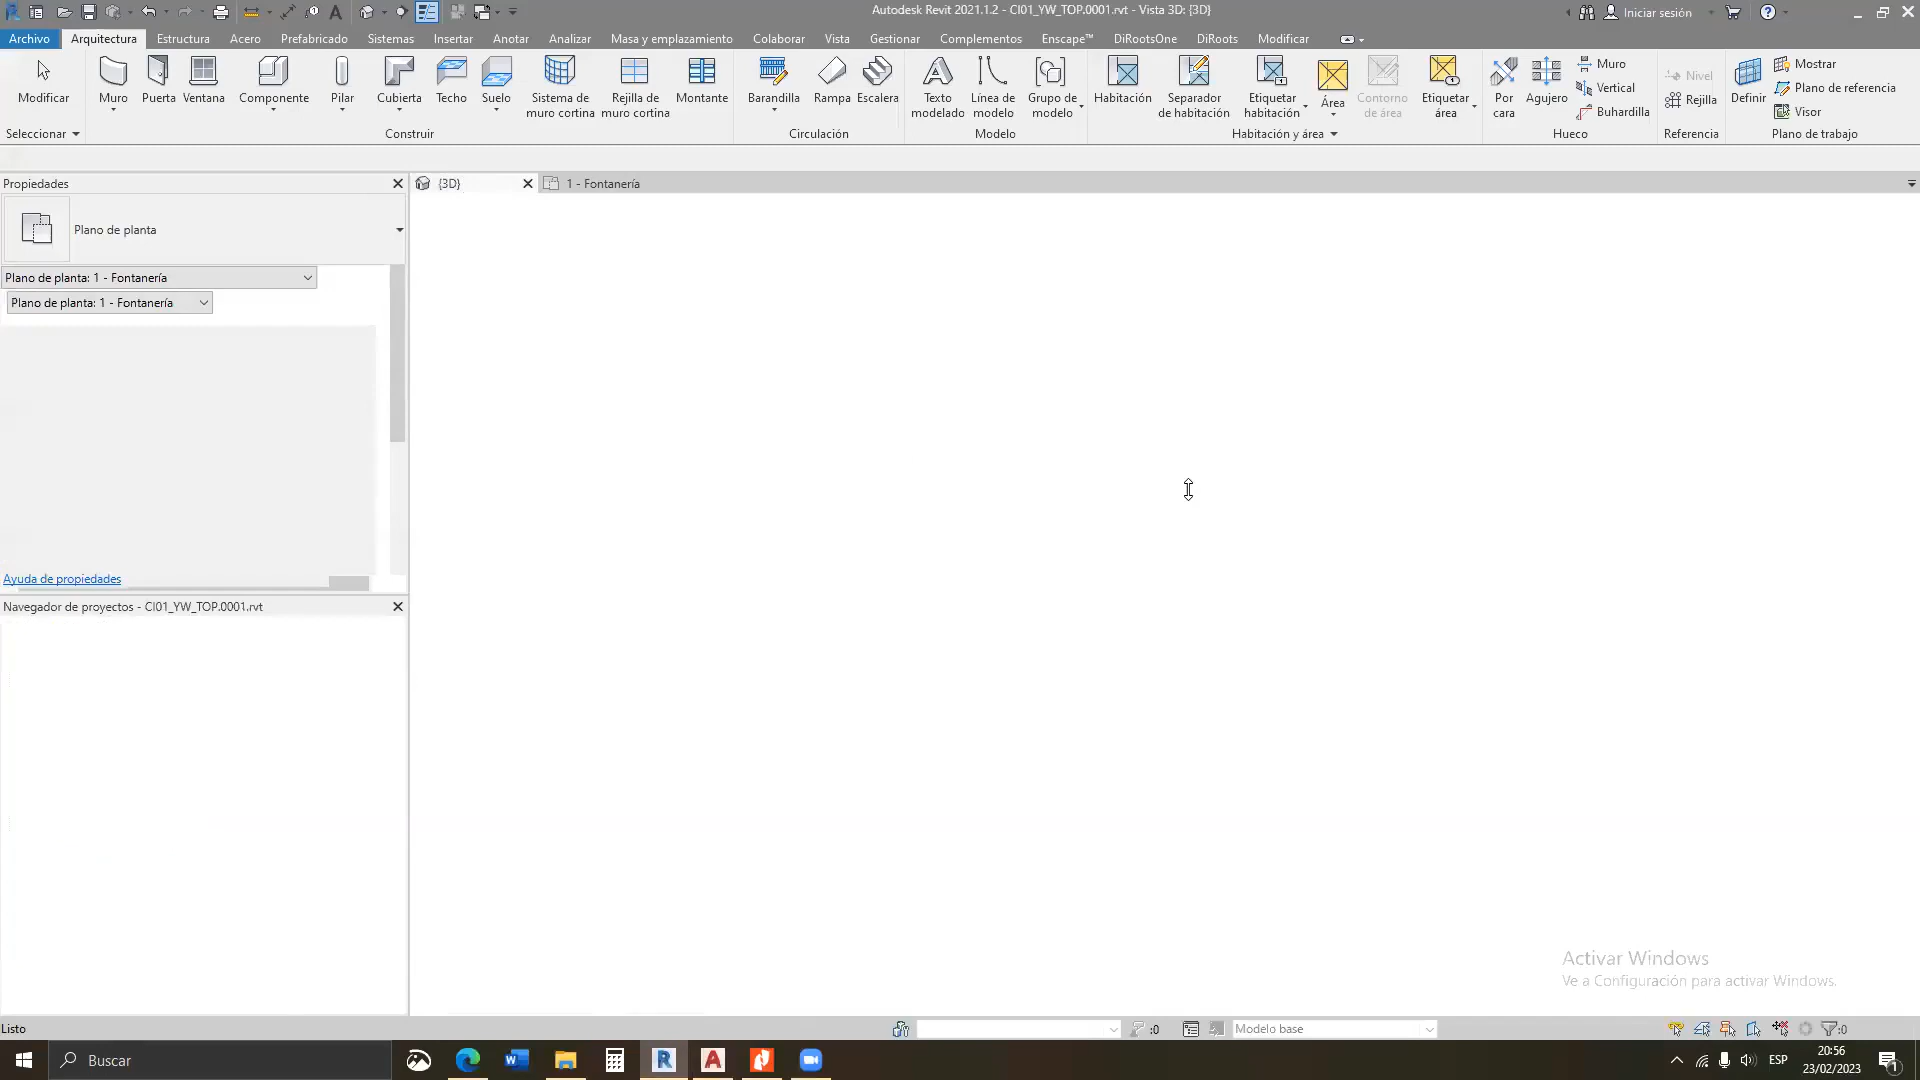 Autodesk Revit 2021.1.2 - CI01_YW_TOP.0001.rvt - Vista 3D: {3D}
Iniciar sesión
Archivo Arquitectura Estructura Acero Prefabricado Sistemas Insertar Anotar Analizar Masa y emplazamiento Colaborar Vista Gestionar Complementos Enscape™ DiRootsOne DiRoots Modificar
Modificar
Muro
Puerta
Ventana
Componente
Pilar
Cubierta
Techo
Suelo
Sistema de
muro cortina
Rejilla de
muro cortina
Montante
Barandilla
Rampa
Escalera
Texto
modelado
Línea de
modelo
Grupo de
modelo
Habitación
Separador
de habitación
Etiquetar
habitación
Área
Contorno
de área
Etiquetar
área
Por
cara
Agujero
Muro
Vertical
Buhardilla
Nivel
Rejilla
Definir
Mostrar
Plano de referencia
Visor
Seleccionar
Construir
Circulación
Modelo
Habitación y área
Hueco
Referencia
Plano de trabajo
Propiedades
{3D}
1 - Fontanería
Plano de planta
Plano de planta: 1 - Fontanería
Plano de planta: 1 - Fontanería
Ayuda de propiedades
Navegador de proyectos - CI01_YW_TOP.0001.rvt
Activar Windows
Ve a Configuración para activar Windows.
Listo
:0
Modelo base
:0
Buscar
ESP
20:56
23/02/2023
1